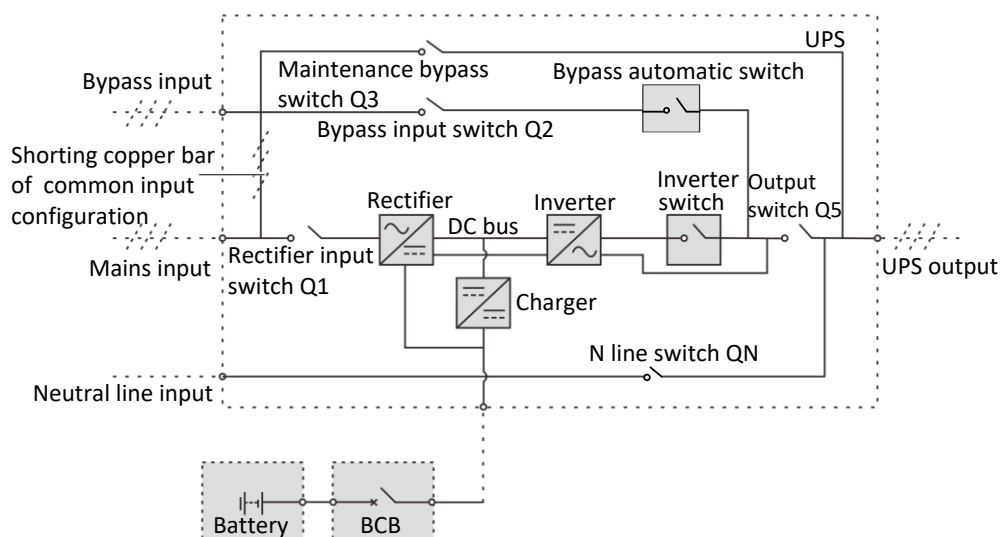 UPS
Bypass input
Maintenance bypass
switch Q3
Bypass automatic switch
Bypass input switch Q2
Shorting copper bar
of common input
configuration
Rectifier
DC bus
Inverter
Inverter
switch
Output
switch Q5
Mains input
Rectifier input
switch Q1
UPS output
Charger
N line switch QN
Neutral line input
Battery
BCB